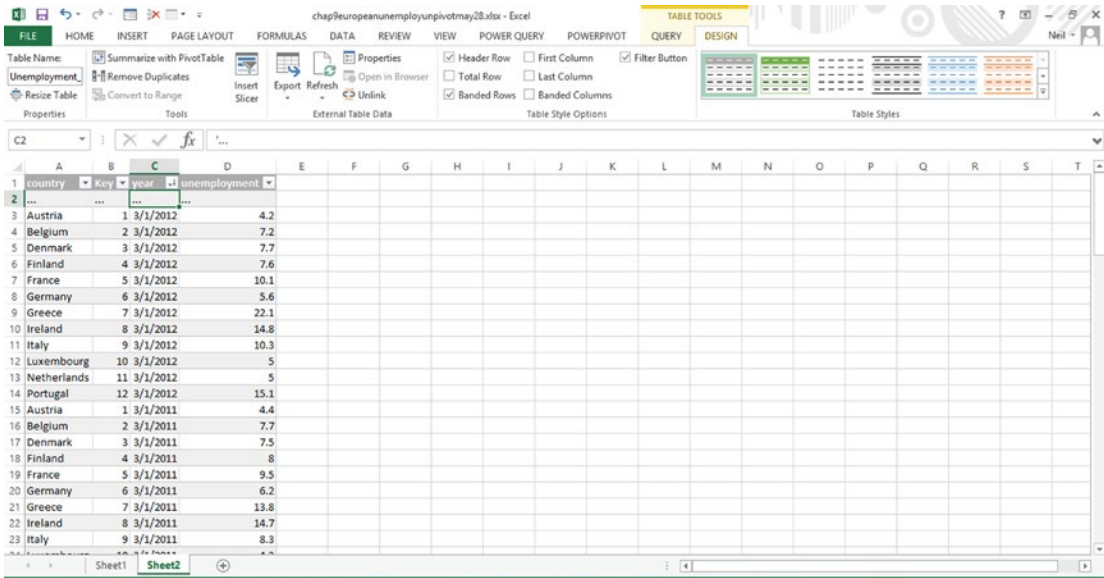 chap9europeanunemployunpivotmay28.xlsx - Excel
TABLE TOOLS
?
FILE HOME INSERT PAGE LAYOUT FORMULAS DATA REVIEW VIEW POWER QUERY POWERPIVOT QUERY DESIGN Neil
Table Name:
Unemployment_
Resize Table
Properties
Summarize with PivotTable
Remove Duplicates
Convert to Range
Insert Slicer
Tools
Export Refresh
Properties
Open in Browser
Unlink
External Table Data
Header Row First Column Filter Button
Total Row Last Column
Banded Rows Banded Columns
Table Style Options
Table Styles
C2 fx '...
A B C D E F G H I J K L M N O P Q R S T
1 country Key year unemployment
2 ... ... ... ...
3 Austria 1 3/1/2012 4.2
4 Belgium 2 3/1/2012 7.2
5 Denmark 3 3/1/2012 7.7
6 Finland 4 3/1/2012 7.6
7 France 5 3/1/2012 10.1
8 Germany 6 3/1/2012 5.6
9 Greece 7 3/1/2012 22.1
10 Ireland 8 3/1/2012 14.8
11 Italy 9 3/1/2012 10.3
12 Luxembourg 10 3/1/2012 5
13 Netherlands 11 3/1/2012 5
14 Portugal 12 3/1/2012 15.1
15 Austria 1 3/1/2011 4.4
16 Belgium 2 3/1/2011 7.7
17 Denmark 3 3/1/2011 7.5
18 Finland 4 3/1/2011 8
19 France 5 3/1/2011 9.5
20 Germany 6 3/1/2011 6.2
21 Greece 7 3/1/2011 13.8
22 Ireland 8 3/1/2011 14.7
23 Italy 9 3/1/2011 8.3
Sheet1 Sheet2